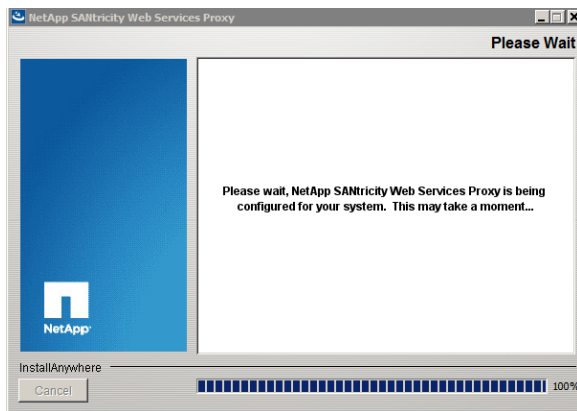 NetApp SANtricity Web Services Proxy
Please Wait
Please wait, NetApp SANtricity Web Services Proxy is being
configured for your system. This may take a moment...
NetApp
InstallAnywhere
Cancel
100%